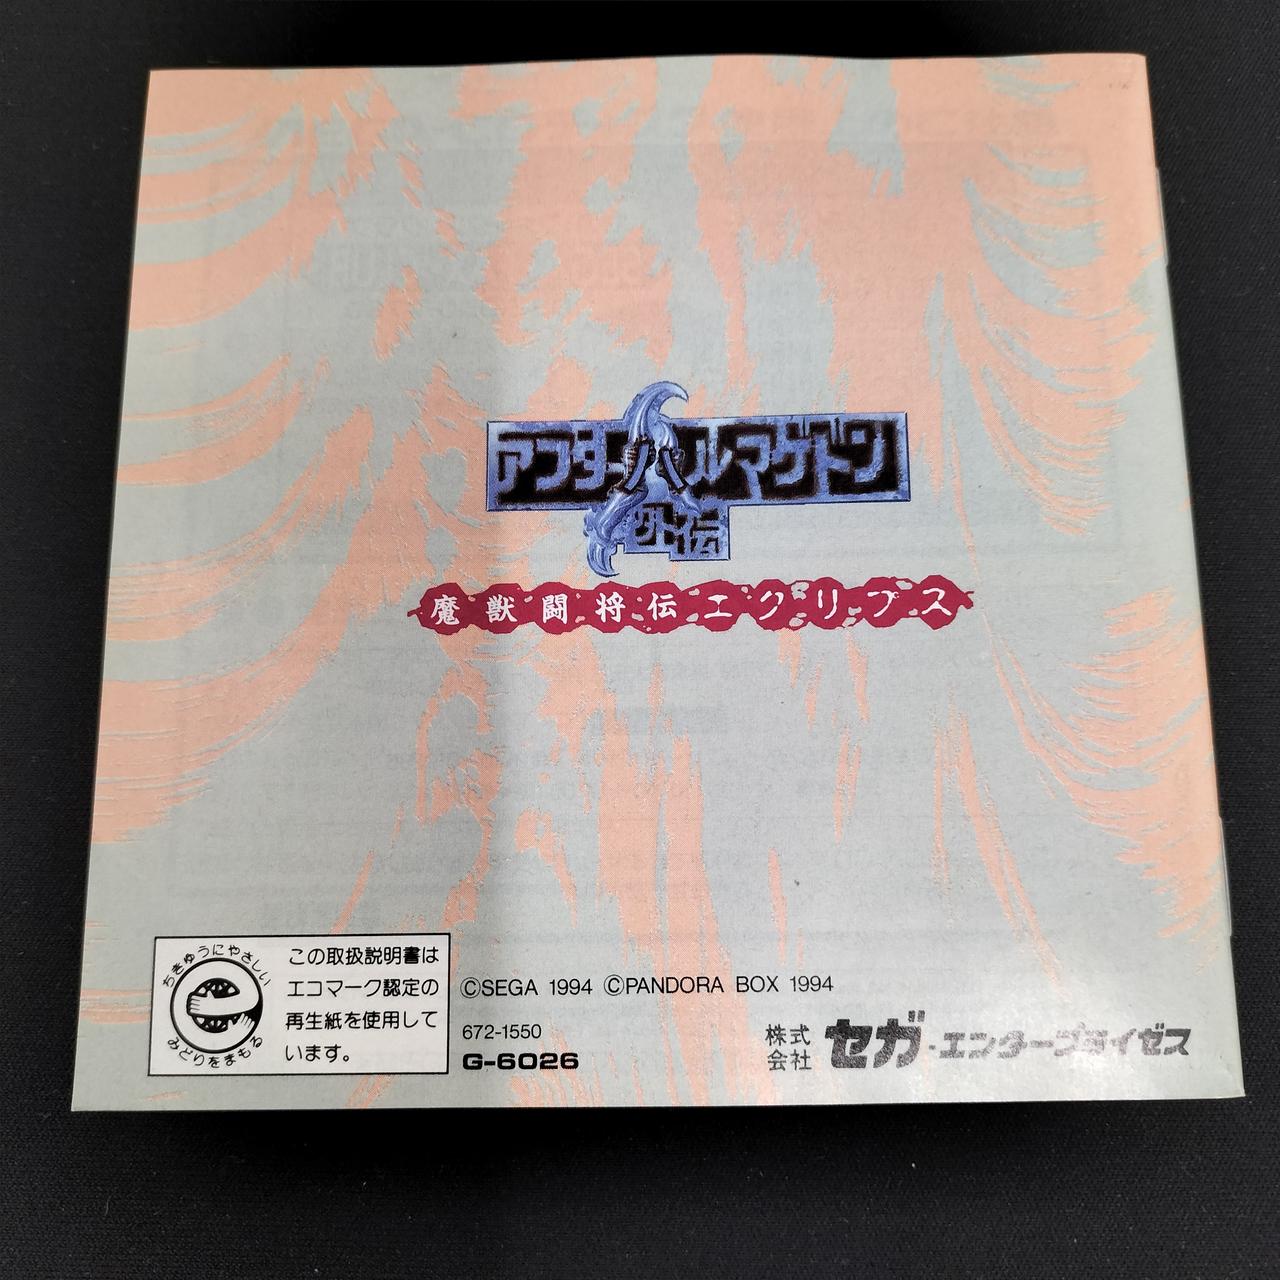 アフターハルマゲドン
外伝
魔獣闘将伝エクリプス
ちきゅうにやさしい
みどりをまもる
この取扱説明書は
エコマーク認定の
再生紙を使用して
います。
©SEGA 1994 ©PANDORA BOX 1994
672-1550
G-6026
株式会社 セガ・エンタープライゼス